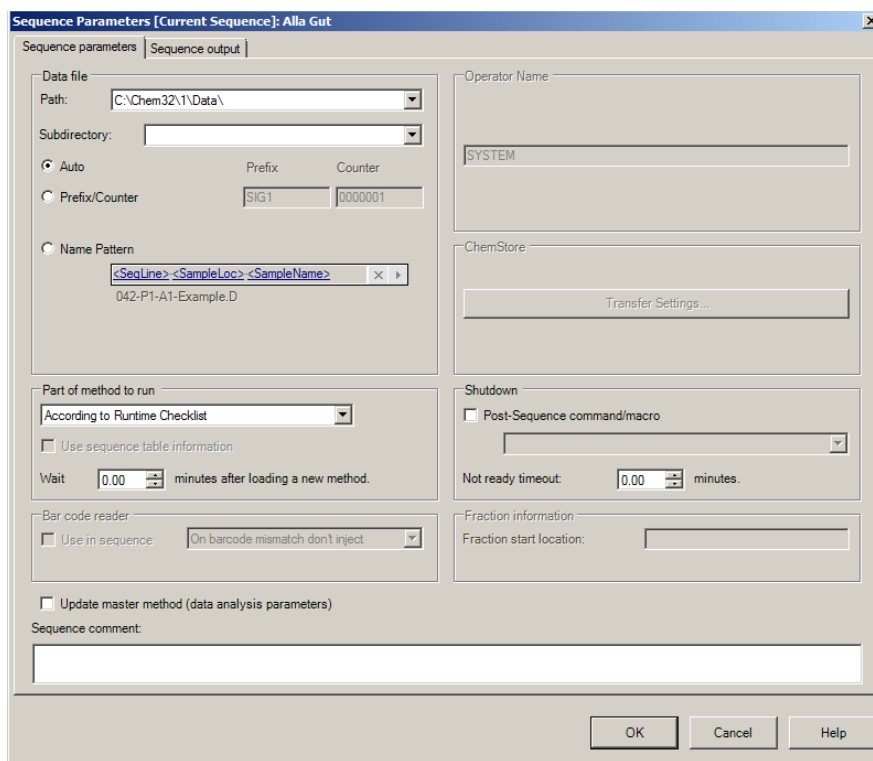 Sequence Parameters [Current Sequence]: Alla Gut
Sequence parameters
Sequence output
Data file
Path:
C:\Chem32\1\Data\
Subdirectory:
Auto
Prefix
Counter
Prefix/Counter
SIG1
0000001
Name Pattern
<SeqLine>-<SampleLoc>-<SampleName>
042-P1-A1-Example.D
Operator Name
SYSTEM
ChemStore
Transfer Settings...
Part of method to run
According to Runtime Checklist
Use sequence table information
Wait 0.00 minutes after loading a new method.
Shutdown
Post-Sequence command/macro
Not ready timeout: 0.00 minutes.
Bar code reader
Use in sequence
On barcode mismatch don't inject
Fraction information
Fraction start location:
Update master method (data analysis parameters)
Sequence comment:
OK
Cancel
Help